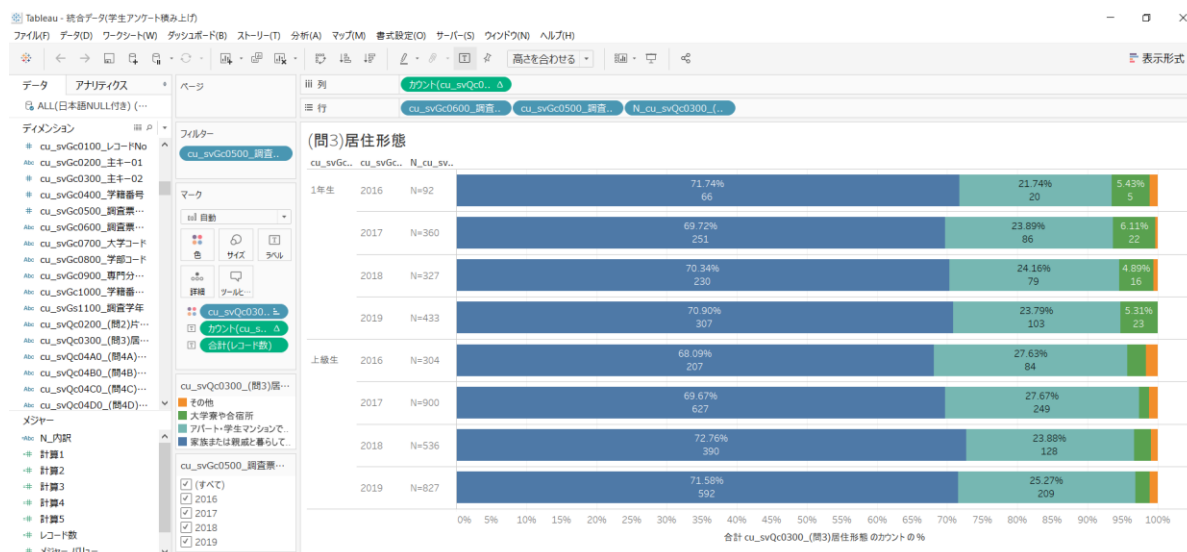 Tableau - 統合データ(学生アンケート積み上げ)
ファイル(F) データ(D) ワークシート(W) ダッシュボード(B) ストーリー(T) 分析(A) マップ(M) 書式設定(O) サーバー(S) ウィンドウ(N) ヘルプ(H)
高さを合わせる
表示形式
データ アナリティクス
ALL(日本語NULL付き) (…
ディメンション
# cu_svGc0100_レコードNo
Abc cu_svGc0200_主キー01
# cu_svGc0300_主キー02
# cu_svGc0400_学籍番号
# cu_svGc0500_調査票…
Abc cu_svGc0600_調査票…
Abc cu_svGc0700_大学コード
Abc cu_svGc0800_学部コード
Abc cu_svGc0900_専門分…
Abc cu_svGc1000_学籍番…
Abc cu_svGs1100_調査学年
Abc cu_svQc0200_(問2)片…
Abc cu_svQc0300_(問3)居…
Abc cu_svQc04A0_(問4A)…
Abc cu_svQc04B0_(問4B)…
Abc cu_svQc04C0_(問4C)…
Abc cu_svQc04D0_(問4D)…
メジャー
Abc N_内訳
# 計算1
# 計算2
# 計算3
# 計算4
# 計算5
# レコード数
# メジャー バリュー
ページ
フィルター
cu_svGc0500_調査..
マーク
自動
色 サイズ ラベル
詳細 ツールヒ…
cu_svQc030..
カウント(cu_s.. Δ
合計(レコード数)
cu_svQc0300_(問3)居…
その他
大学寮や合宿所
アパート・学生マンションで..
家族または親戚と暮らして..
cu_svGc0500_調査票…
(すべて)
2016
2017
2018
2019
列 カウント(cu_svQc0.. Δ
行 cu_svGc0600_調査.. cu_svGc0500_調査.. N_cu_svQc0300_(..
(問3)居住形態
cu_svGc.. cu_svGc.. N_cu_sv..
1年生 2016 N=92 71.74% 21.74% 5.43%
66 20 5
2017 N=360 69.72% 23.89% 6.11%
251 86 22
2018 N=327 70.34% 24.16% 4.89%
230 79 16
2019 N=433 70.90% 23.79% 5.31%
307 103 23
上級生 2016 N=304 68.09% 27.63%
207 84
2017 N=900 69.67% 27.67%
627 249
2018 N=536 72.76% 23.88%
390 128
2019 N=827 71.58% 25.27%
592 209
0% 5% 10% 15% 20% 25% 30% 35% 40% 45% 50% 55% 60% 65% 70% 75% 80% 85% 90% 95% 100%
合計 cu_svQc0300_(問3)居住形態 のカウント の %